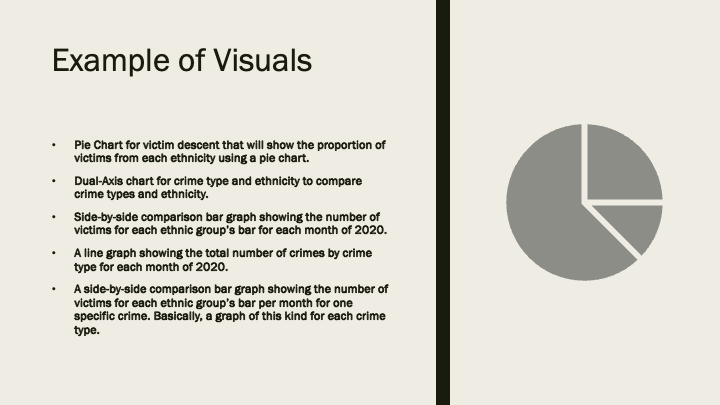 Example of Visuals
• Pie Chart for victim descent that will show the proportion of
victims from each ethnicity using a pie chart.
• Dual-Axis chart for crime type and ethnicity to compare
crime types and ethnicity.
• Side-by-side comparison bar graph showing the number of
victims for each ethnic group's bar for each month of 2020.
• A line graph showing the total number of crimes by crime
type for each month of 2020.
• A side-by-side comparison bar graph showing the number of
victims for each ethnic group's bar per month for one
specific crime. Basically, a graph of this kind for each crime
type.